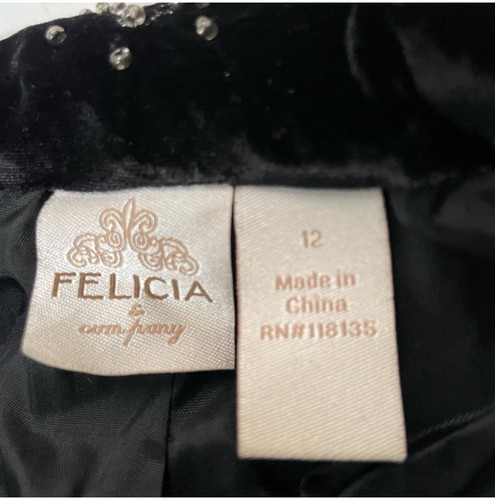 FELICIA
&
company
12
Made in
China
RN#118135